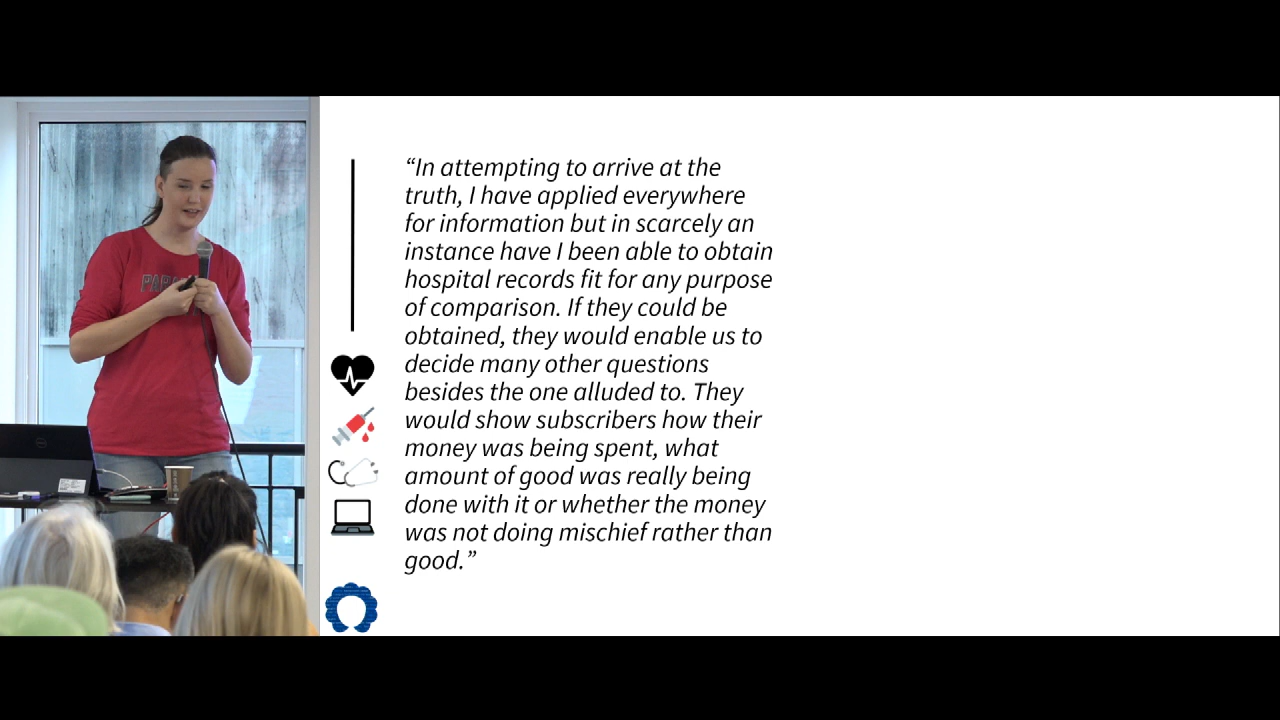 “In attempting to arrive at the
truth, I have applied everywhere
for information but in scarcely an
instance have I been able to obtain
hospital records fit for any purpose
of comparison. If they could be
obtained, they would enable us to
decide many other questions
besides the one alluded to. They
would show subscribers how their
money was being spent, what
amount of good was really being
done with it or whether the money
was not doing mischief rather than
good.”